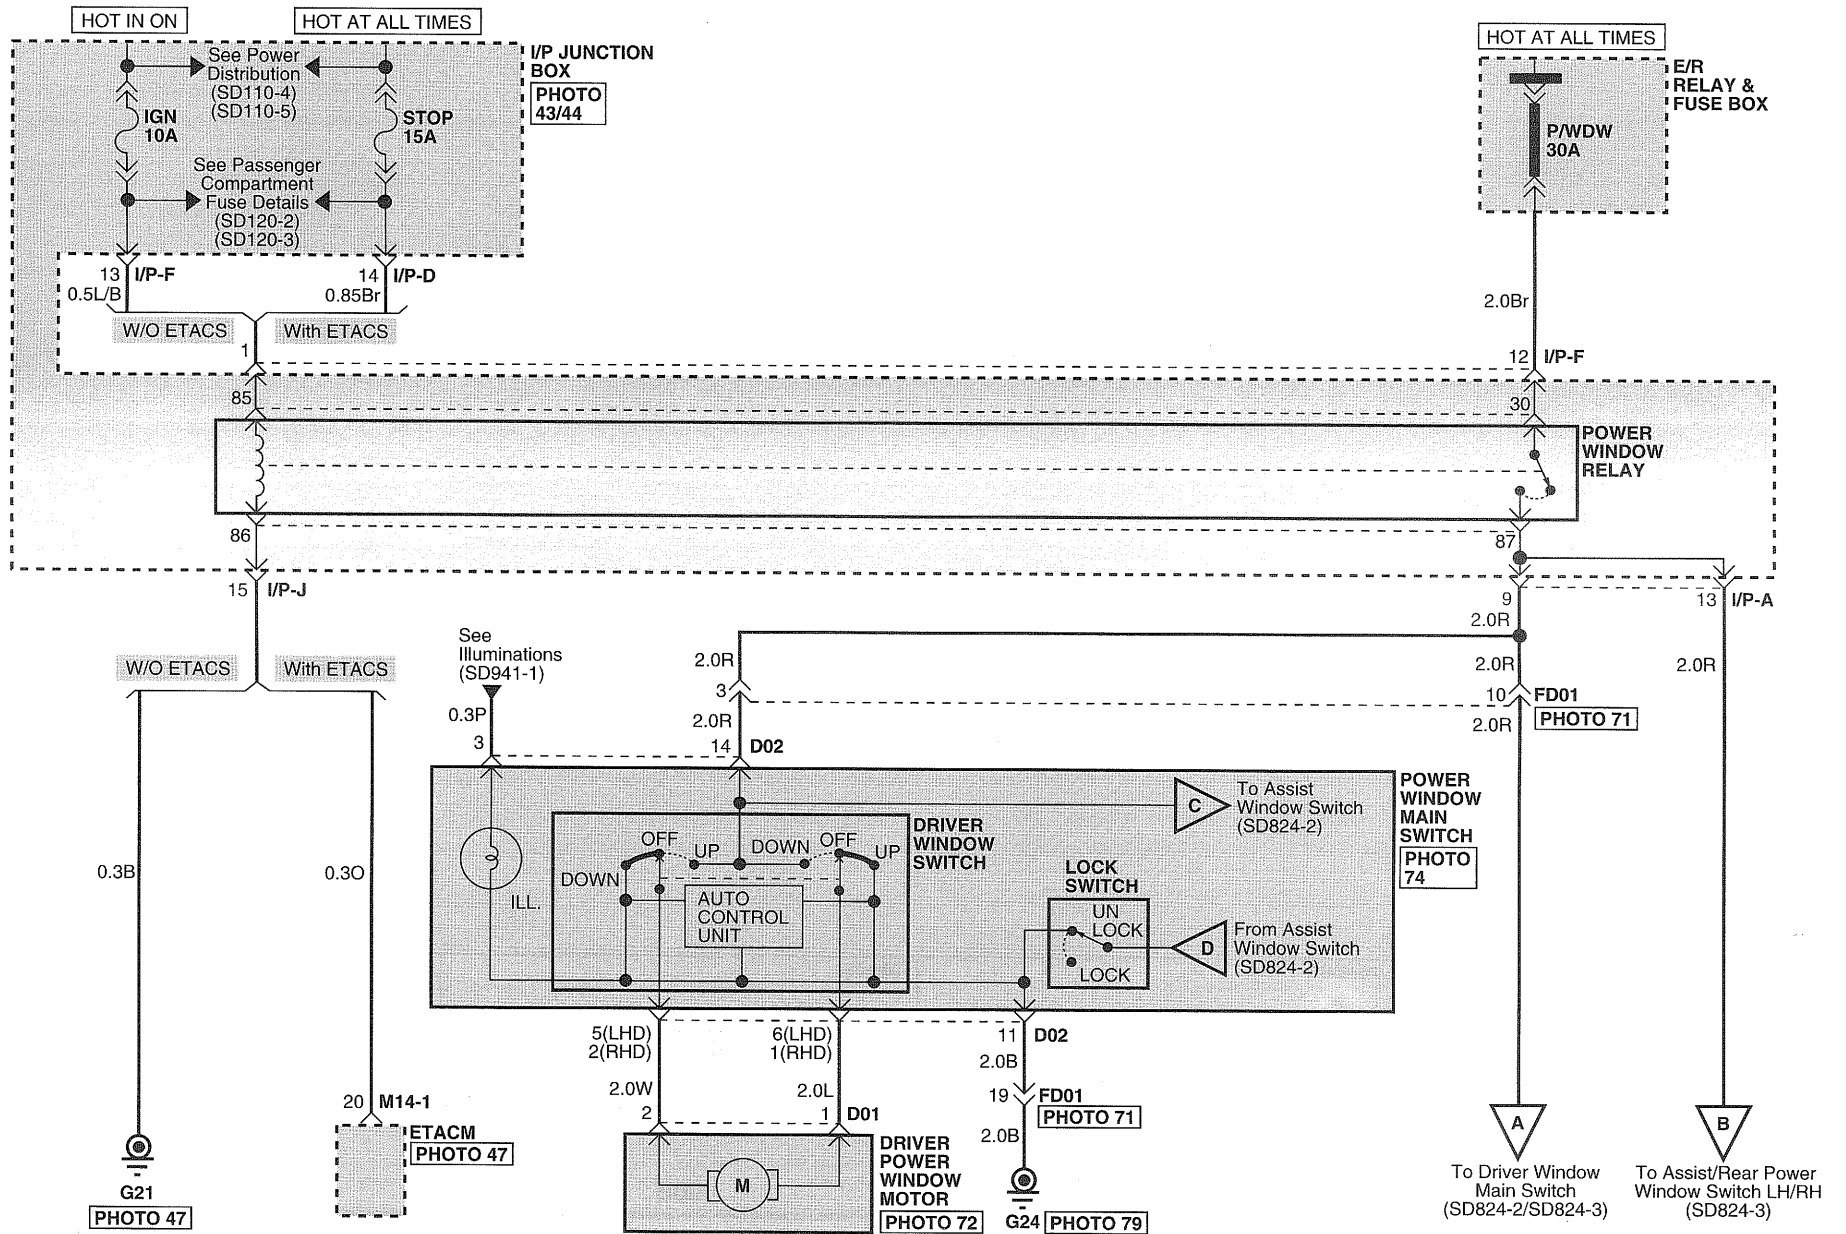 HOT IN ON
HOT AT ALL TIMES
HOT AT ALL TIMES
See Power
Distribution
(SD110-4)
(SD110-5)
IGN
10A
STOP
15A
I/P JUNCTION
BOX
PHOTO
43/44
See Passenger
Compartment
Fuse Details
(SD120-2)
(SD120-3)
E/R
RELAY &
FUSE BOX
P/WDW
30A
13 I/P-F
0.5L/B
14 I/P-D
0.85Br
W/O ETACS
With ETACS
2.0Br
1
12 I/P-F
85
30
POWER
WINDOW
RELAY
86
87
15 I/P-J
9
2.0R
13 I/P-A
W/O ETACS
With ETACS
See
Illuminations
(SD941-1)
2.0R
2.0R
2.0R
3
10 FD01
PHOTO 71
0.3P
2.0R
2.0R
3
14 D02
POWER
WINDOW
MAIN
SWITCH
PHOTO
74
C
To Assist
Window Switch
(SD824-2)
DRIVER
WINDOW
SWITCH
OFF
UP
DOWN
OFF
UP
DOWN
LOCK
SWITCH
0.3B
0.3O
ILL.
AUTO
CONTROL
UNIT
UN
LOCK
LOCK
D
From Assist
Window Switch
(SD824-2)
5(LHD)
2(RHD)
6(LHD)
1(RHD)
11 D02
2.0B
2.0W
2.0L
19 FD01
PHOTO 71
20 M14-1
2
1 D01
2.0B
ETACM
PHOTO 47
M
DRIVER
POWER
WINDOW
MOTOR
PHOTO 72
G21
PHOTO 47
G24 PHOTO 79
A
To Driver Window
Main Switch
(SD824-2/SD824-3)
B
To Assist/Rear Power
Window Switch LH/RH
(SD824-3)